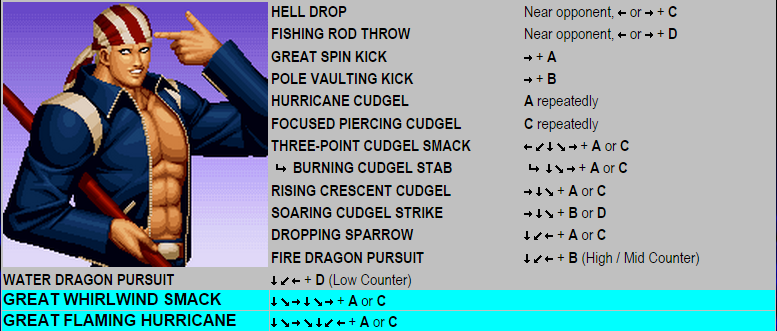 HELL DROP Near opponent, ← or → + C
FISHING ROD THROW Near opponent, ← or → + D
GREAT SPIN KICK → + A
POLE VAULTING KICK → + B
HURRICANE CUDGEL A repeatedly
FOCUSED PIERCING CUDGEL C repeatedly
THREE-POINT CUDGEL SMACK ← ↙ ↓ ↘ → + A or C
↳ BURNING CUDGEL STAB ↳ ↓ ↘ → + A or C
RISING CRESCENT CUDGEL → ↓ ↘ + A or C
SOARING CUDGEL STRIKE → ↓ ↘ + B or D
DROPPING SPARROW ↓ ↙ ← + A or C
FIRE DRAGON PURSUIT ↓ ↙ ← + B (High / Mid Counter)
WATER DRAGON PURSUIT ↓ ↙ ← + D (Low Counter)
GREAT WHIRLWIND SMACK ↓ ↘ → ↓ ↘ → + A or C
GREAT FLAMING HURRICANE ↓ ↘ → ↘ ↓ ↙ ← + A or C